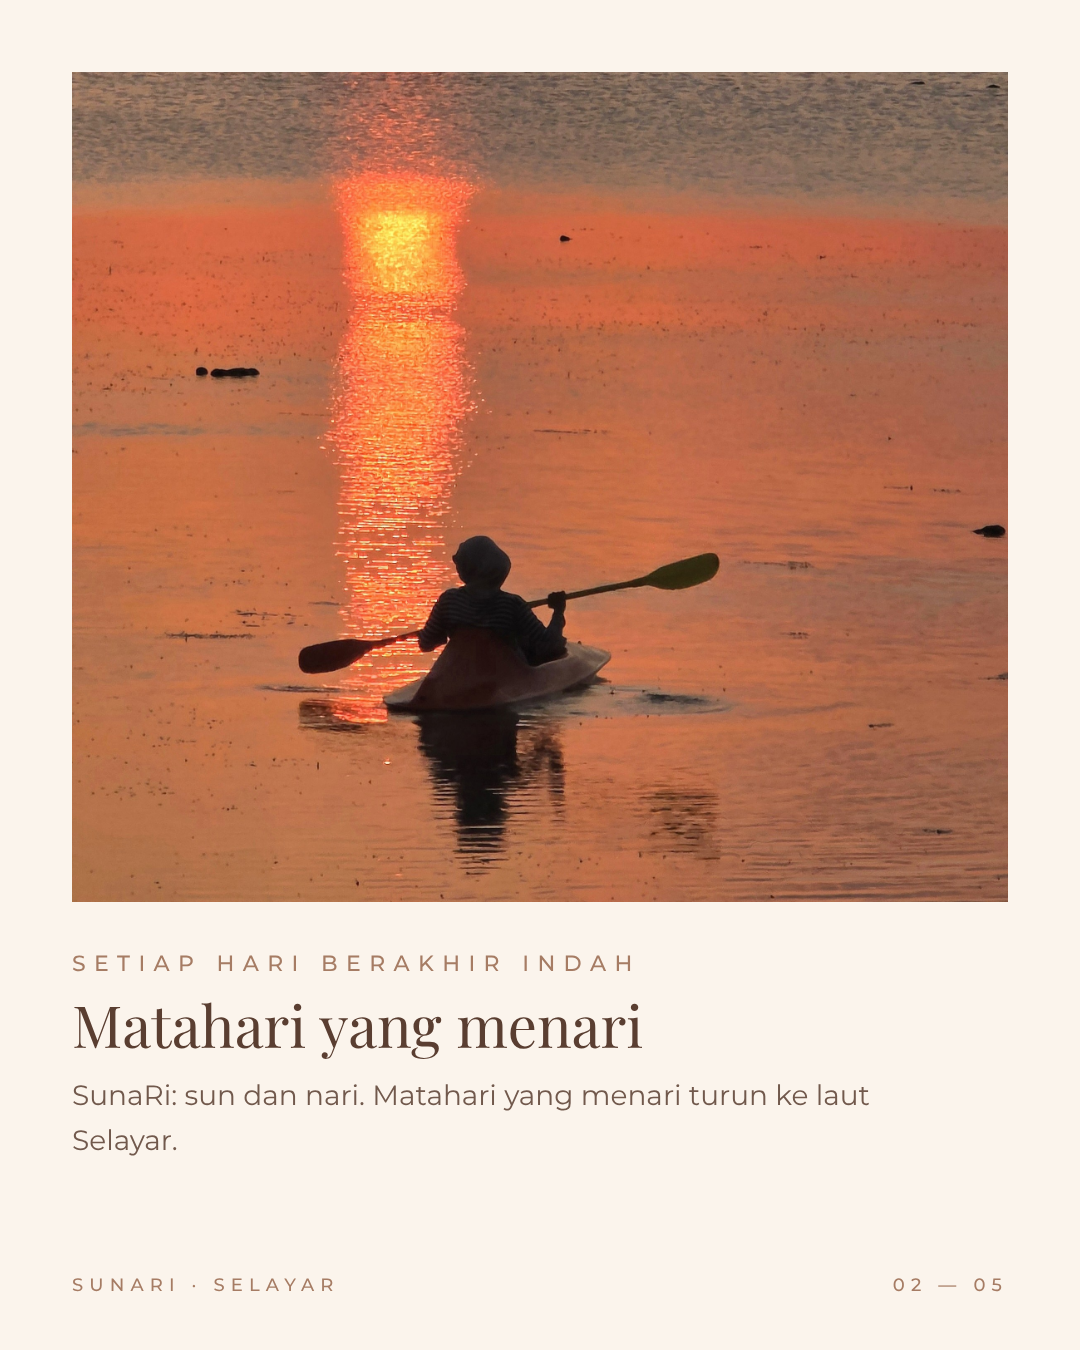 SETIAP HARI BERAKHIR INDAH
Matahari yang menari
SunaRi: sun dan nari. Matahari yang menari turun ke laut
Selayar.
SUNARI · SELAYAR
02 — 05